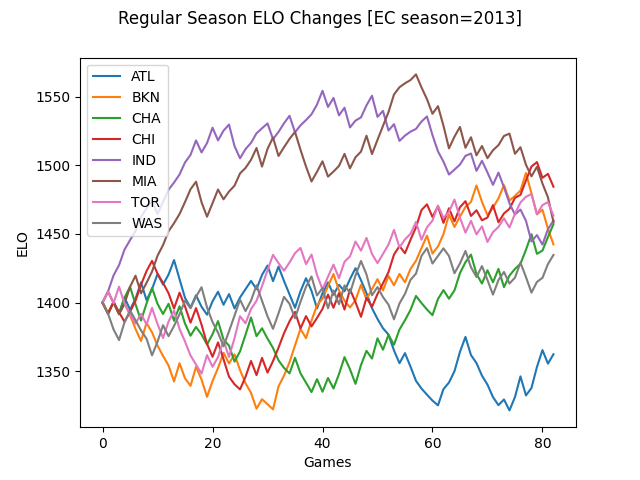 Regular Season ELO Changes [EC season=2013]
ATL
BKN
CHA
CHI
IND
MIA
TOR
WAS
1550
1500
1450
1400
1350
ELO
0 20 40 60 80
Games